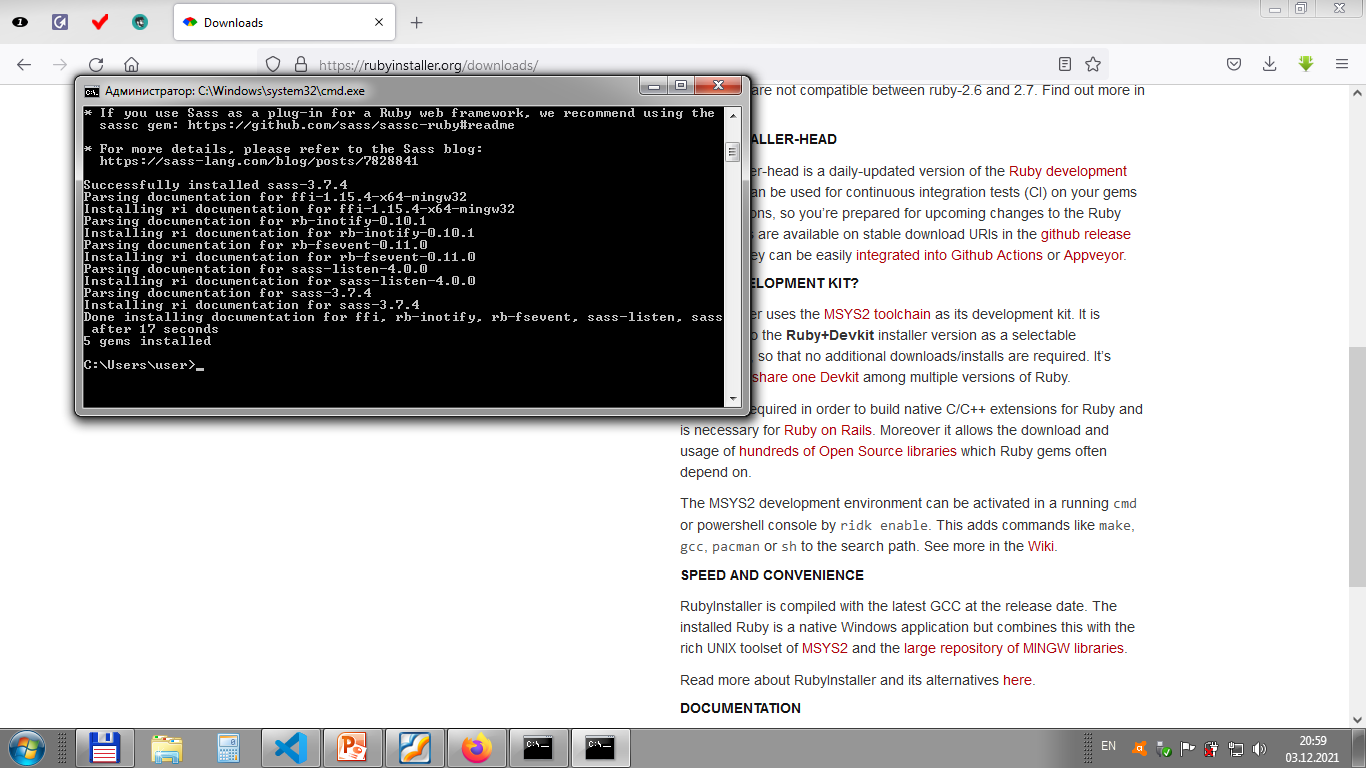 Downloads
https://rubyinstaller.org/downloads/
Администратор: C:\Windows\system32\cmd.exe
* If you use Sass as a plug-in for a Ruby web framework, we recommend using the
sassc gem: https://github.com/sass/sassc-ruby#readme
* For more details, please refer to the Sass blog:
https://sass-lang.com/blog/posts/7828841
Successfully installed sass-3.7.4
Parsing documentation for ffi-1.15.4-x64-mingw32
Installing ri documentation for ffi-1.15.4-x64-mingw32
Parsing documentation for rb-inotify-0.10.1
Installing ri documentation for rb-inotify-0.10.1
Parsing documentation for rb-fsevent-0.11.0
Installing ri documentation for rb-fsevent-0.11.0
Parsing documentation for sass-listen-4.0.0
Installing ri documentation for sass-listen-4.0.0
Parsing documentation for sass-3.7.4
Installing ri documentation for sass-3.7.4
Done installing documentation for ffi, rb-inotify, rb-fsevent, sass-listen, sass
after 17 seconds
5 gems installed
C:\Users\user>_
are not compatible between ruby-2.6 and 2.7. Find out more in
ALLER-HEAD
er-head is a daily-updated version of the Ruby development
an be used for continuous integration tests (CI) on your gems
ons, so you're prepared for upcoming changes to the Ruby
s are available on stable download URIs in the github release
ey can be easily integrated into Github Actions or Appveyor.
ELOPMENT KIT?
er uses the MSYS2 toolchain as its development kit. It is
o the Ruby+Devkit installer version as a selectable
, so that no additional downloads/installs are required. It's
share one Devkit among multiple versions of Ruby.
equired in order to build native C/C++ extensions for Ruby and
is necessary for Ruby on Rails. Moreover it allows the download and
usage of hundreds of Open Source libraries which Ruby gems often
depend on.
The MSYS2 development environment can be activated in a running cmd
or powershell console by ridk enable. This adds commands like make,
gcc, pacman or sh to the search path. See more in the Wiki.
SPEED AND CONVENIENCE
RubyInstaller is compiled with the latest GCC at the release date. The
installed Ruby is a native Windows application but combines this with the
rich UNIX toolset of MSYS2 and the large repository of MINGW libraries.
Read more about RubyInstaller and its alternatives here.
DOCUMENTATION
EN
20:59
03.12.2021